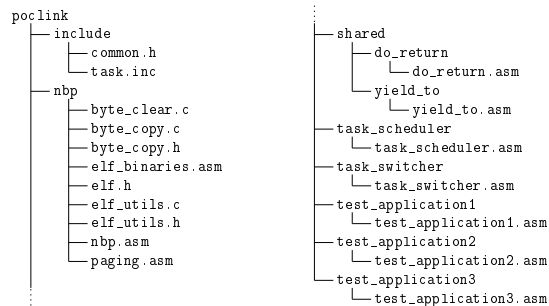 poclink
include
common.h
task.inc
nbp
byte_clear.c
byte_copy.c
byte_copy.h
elf_binaries.asm
elf.h
elf_utils.c
elf_utils.h
nbp.asm
paging.asm
shared
do_return
do_return.asm
yield_to
yield_to.asm
task_scheduler
task_scheduler.asm
task_switcher
task_switcher.asm
test_application1
test_application1.asm
test_application2
test_application2.asm
test_application3
test_application3.asm